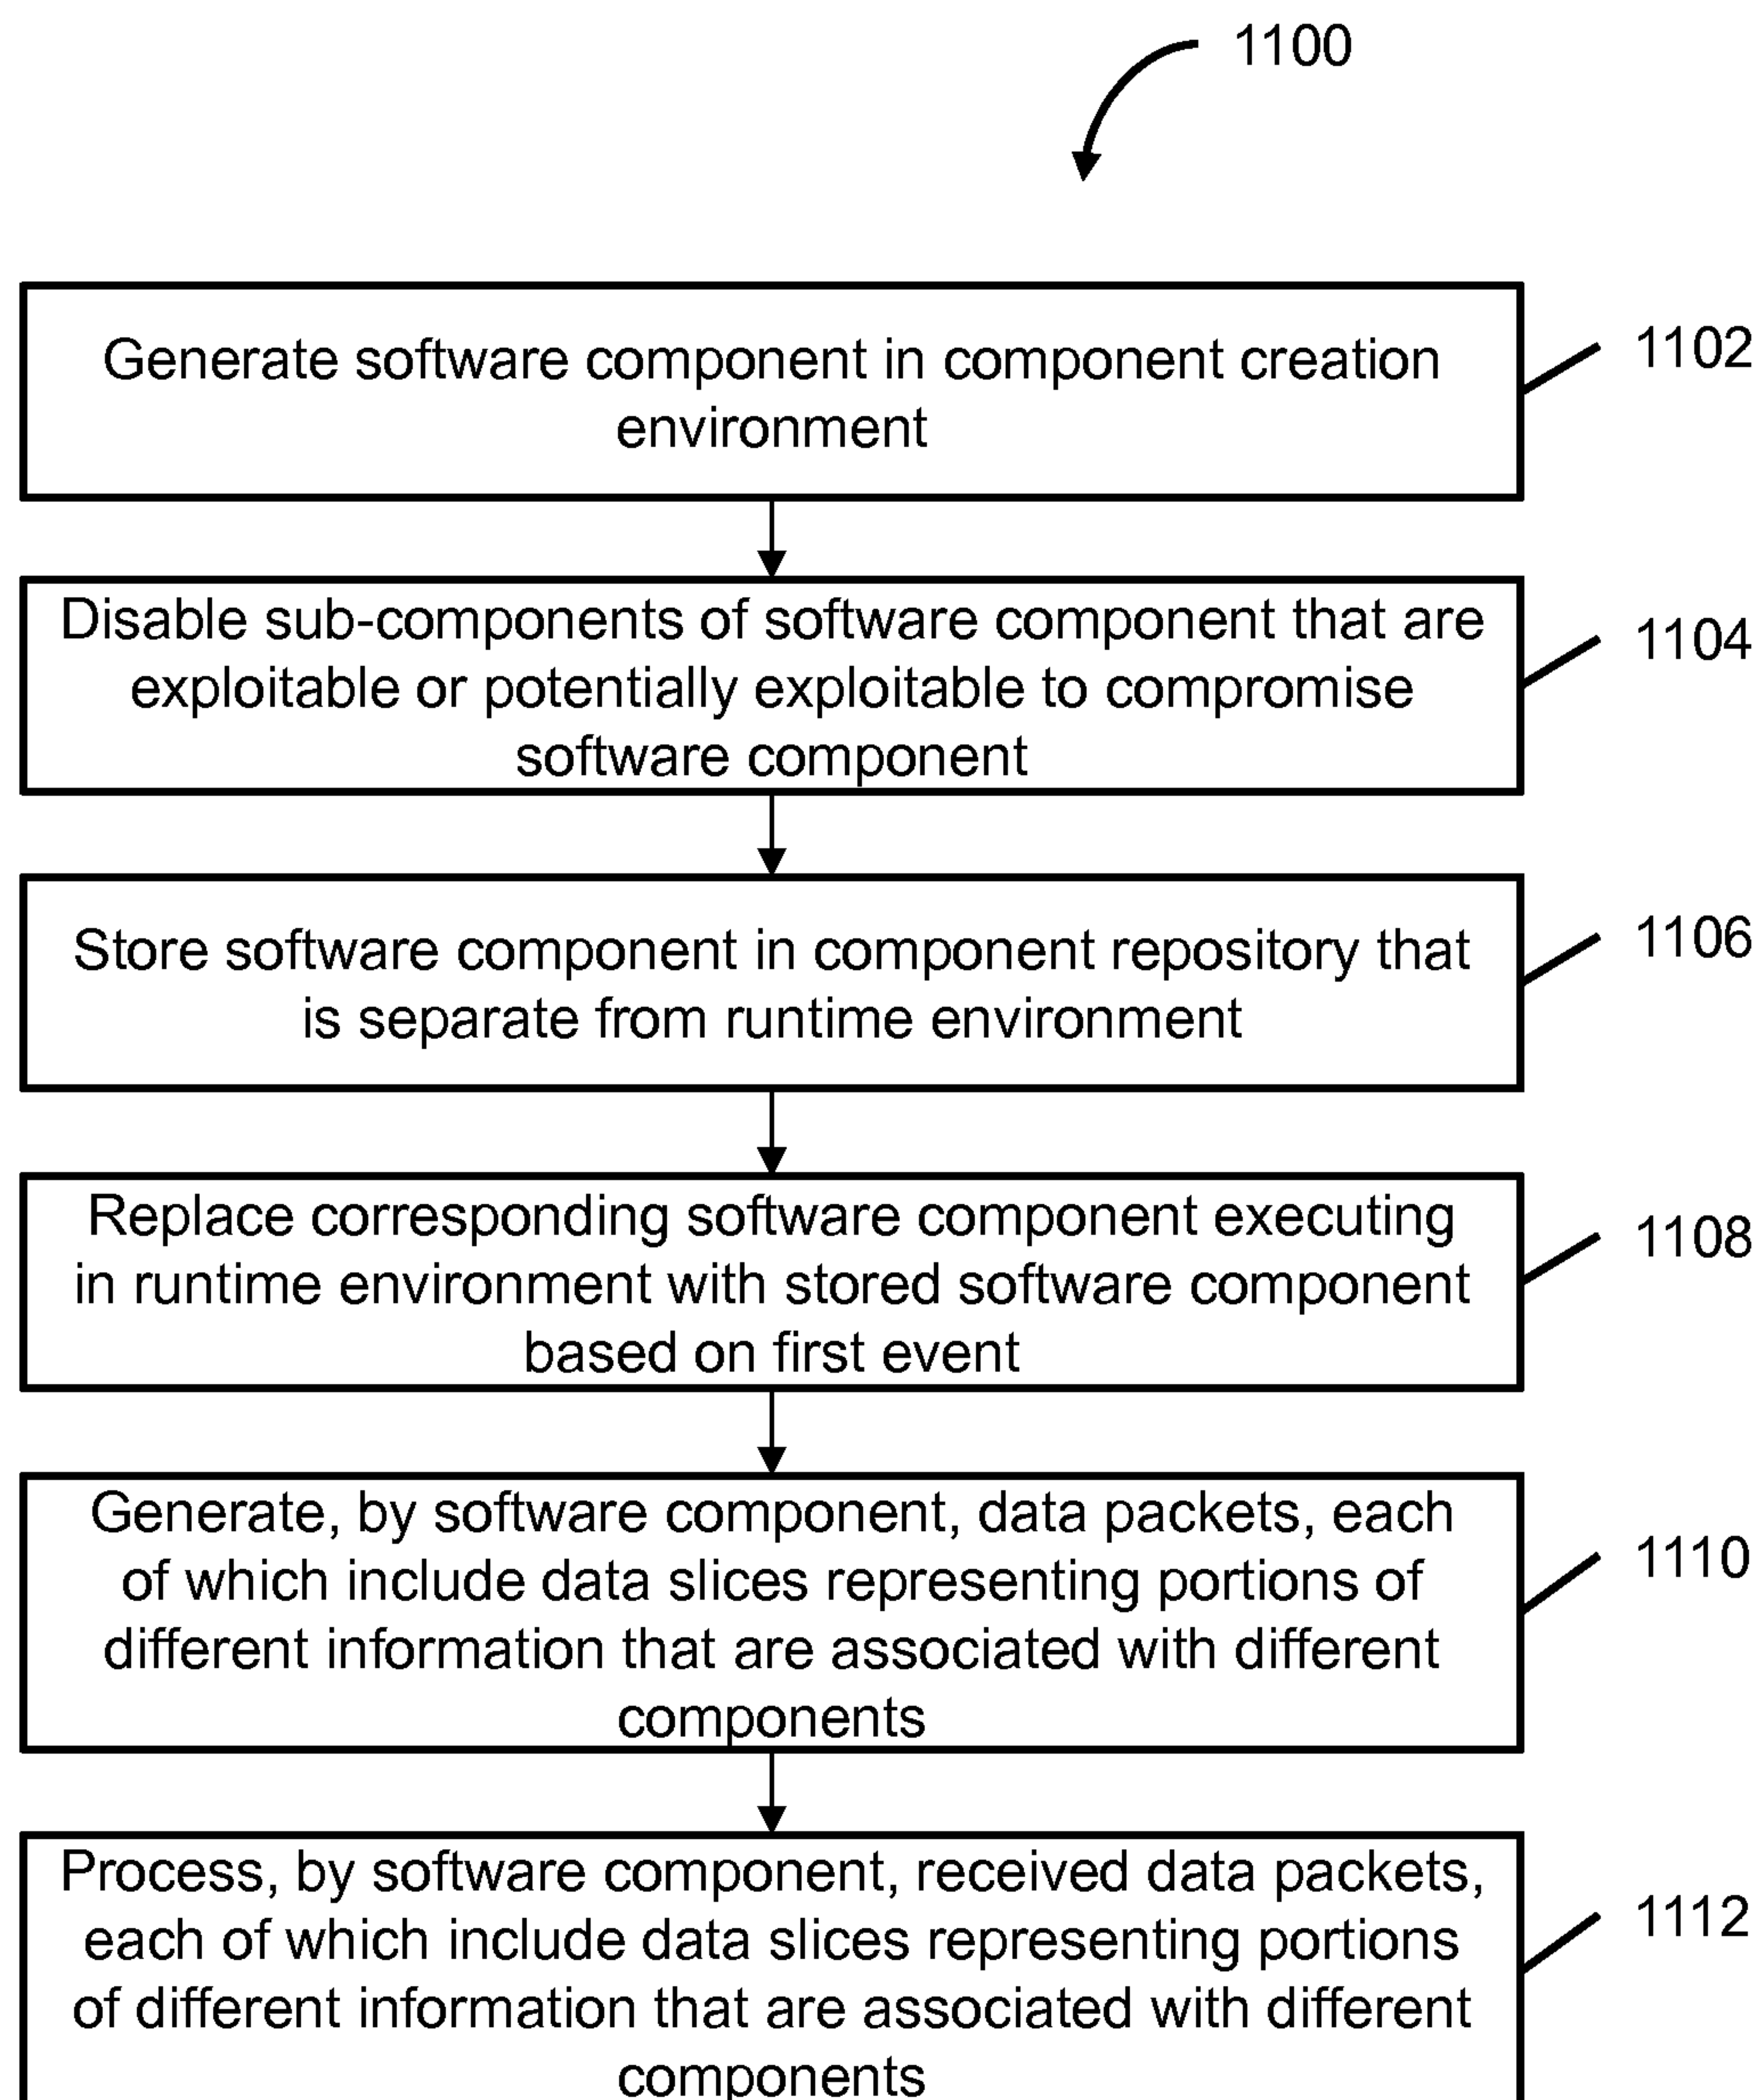 1100
Generate software component in component creation
environment
1102
Disable sub-components of software component that are
exploitable or potentially exploitable to compromise
software component
1104
Store software component in component repository that
is separate from runtime environment
1106
Replace corresponding software component executing
in runtime environment with stored software component
based on first event
1108
Generate, by software component, data packets, each
of which include data slices representing portions of
different information that are associated with different
components
1110
Process, by software component, received data packets,
each of which include data slices representing portions
of different information that are associated with different
components
1112